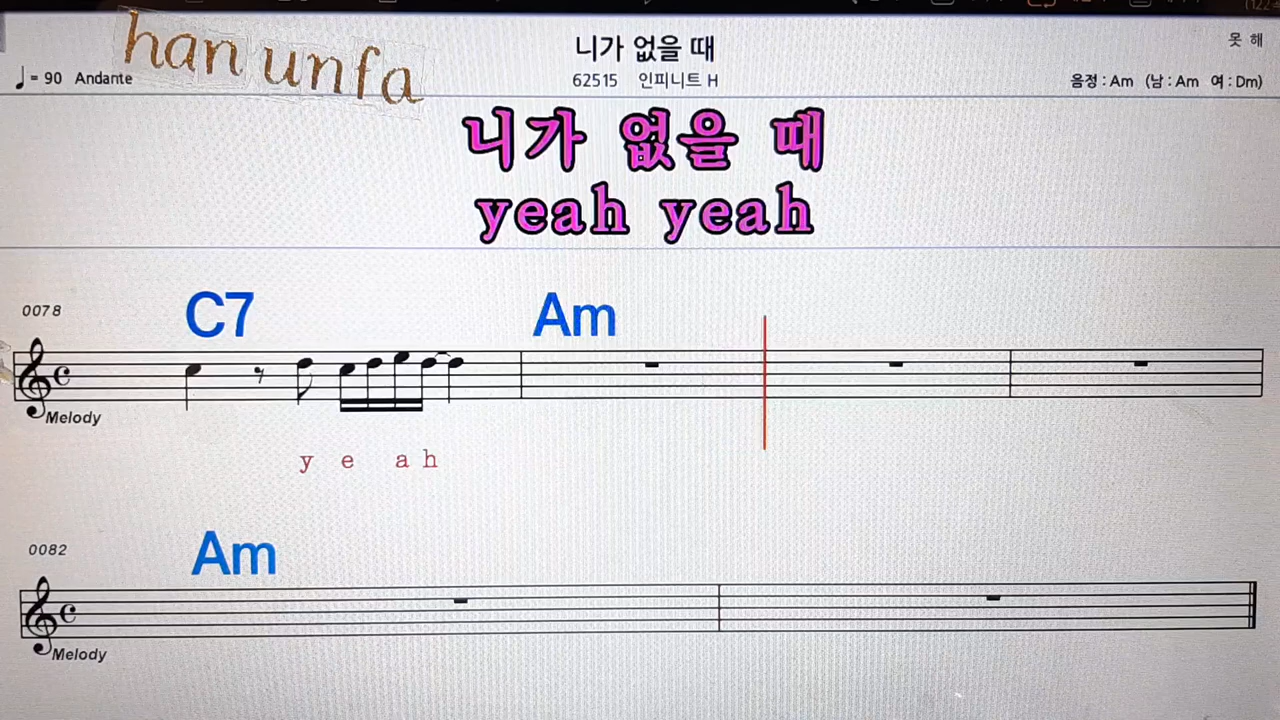 han unfa
니가 없을 때
못 해
♩= 90 Andante
62515 인피니트 H
음정 : Am (남 : Am 여 : Dm)
니가 없을 때
yeah yeah
0078
C7 Am
Melody
y e a h
0082
Am
Melody